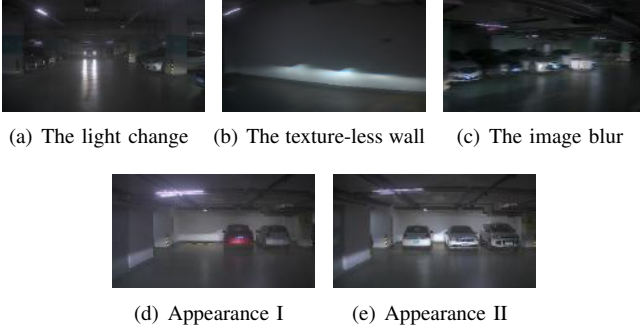 (a) The light change
(b) The texture-less wall
(c) The image blur
(d) Appearance I
(e) Appearance II